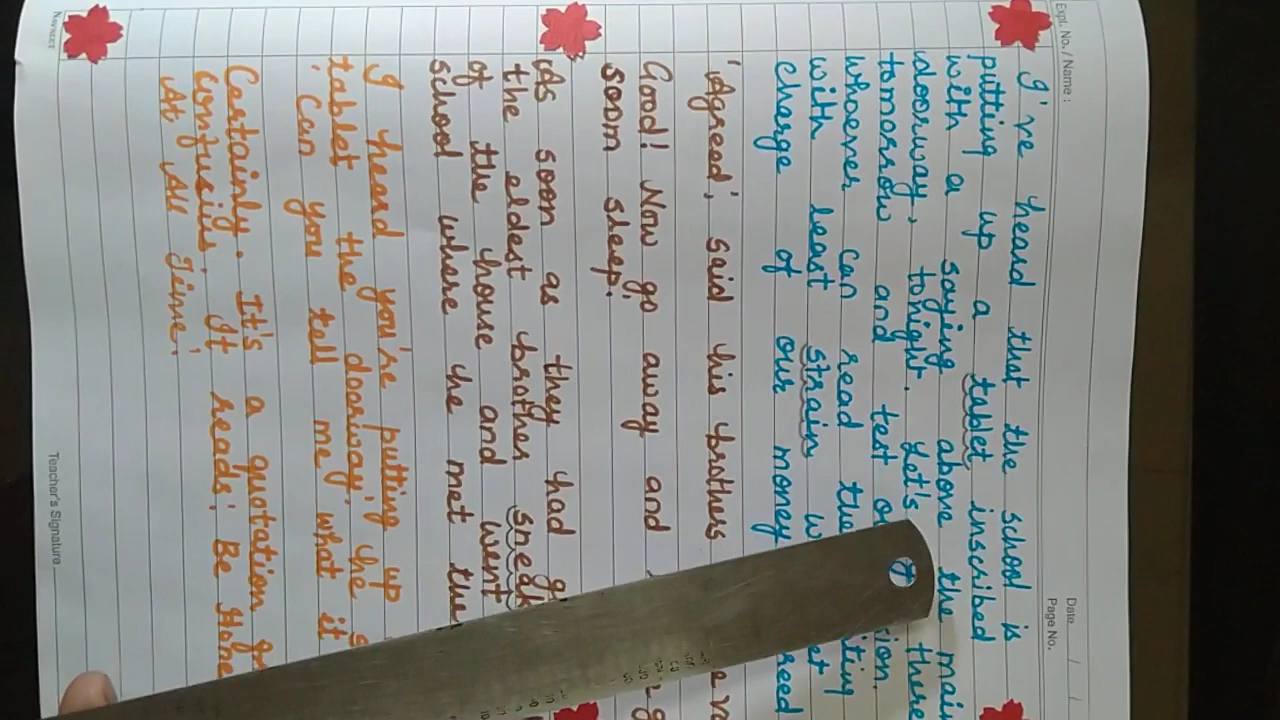 Expt. No./ Name :
Date / /
Page No.
I've heard that the school is
putting up a tablet inscribed
with a saying above the main
doorway, tonight. Let's there
tomorrow and test
whoever can read the
with least strain
charge of our money
'Agreed', said his brothers
Good! Now go away and
soon sleep.
As soon as they had
the eldest brother sneak
of the house and went
school where he met the
I heard you're putting up
tablet the doorway,' he
'Can you tell me what it
Certainly. It's a quotation
Confusius. It reads: Be
At All Time'.
NAVNEET
Teacher's Signature